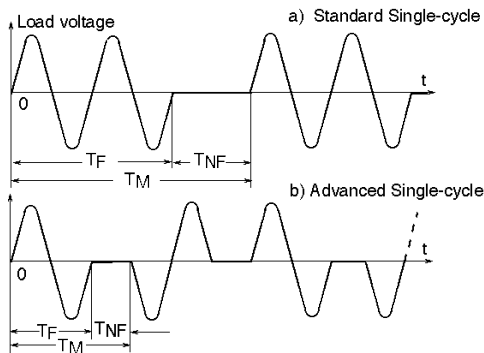 Load voltage
a) Standard Single-cycle
t
0
TF
TNF
TM
b) Advanced Single-cycle
t
0
TF
TNF
TM